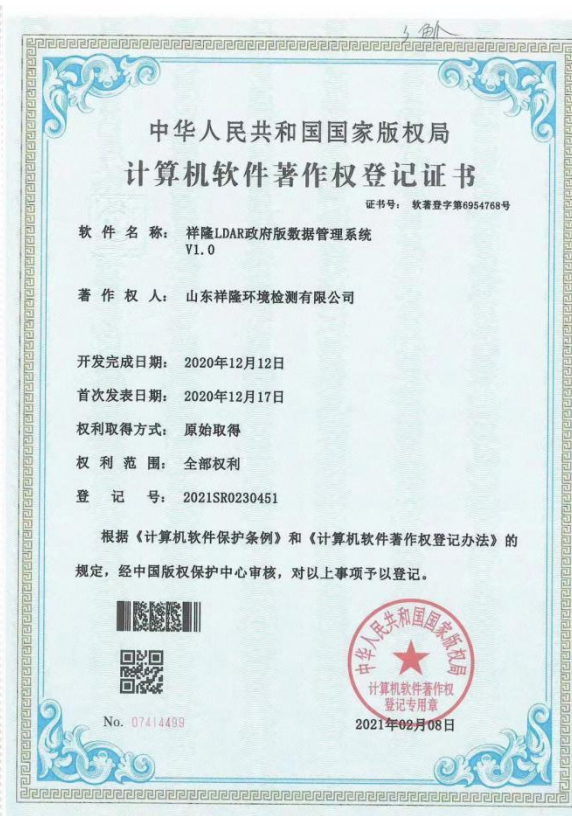 中华人民共和国国家版权局
计算机软件著作权登记证书
证书号： 软著登字第6954768号
软件名称： 祥隆LDAR政府版数据管理系统
V1.0
著作权人： 山东祥隆环境检测有限公司
开发完成日期： 2020年12月12日
首次发表日期： 2020年12月17日
权利取得方式： 原始取得
权利范围： 全部权利
登记号： 2021SR0230451
根据《计算机软件保护条例》和《计算机软件著作权登记办法》的
规定，经中国版权保护中心审核，对以上事项予以登记。
中华人民共和国国家版权局
计算机软件著作权
登记专用章
No. 07414499
2021年02月08日